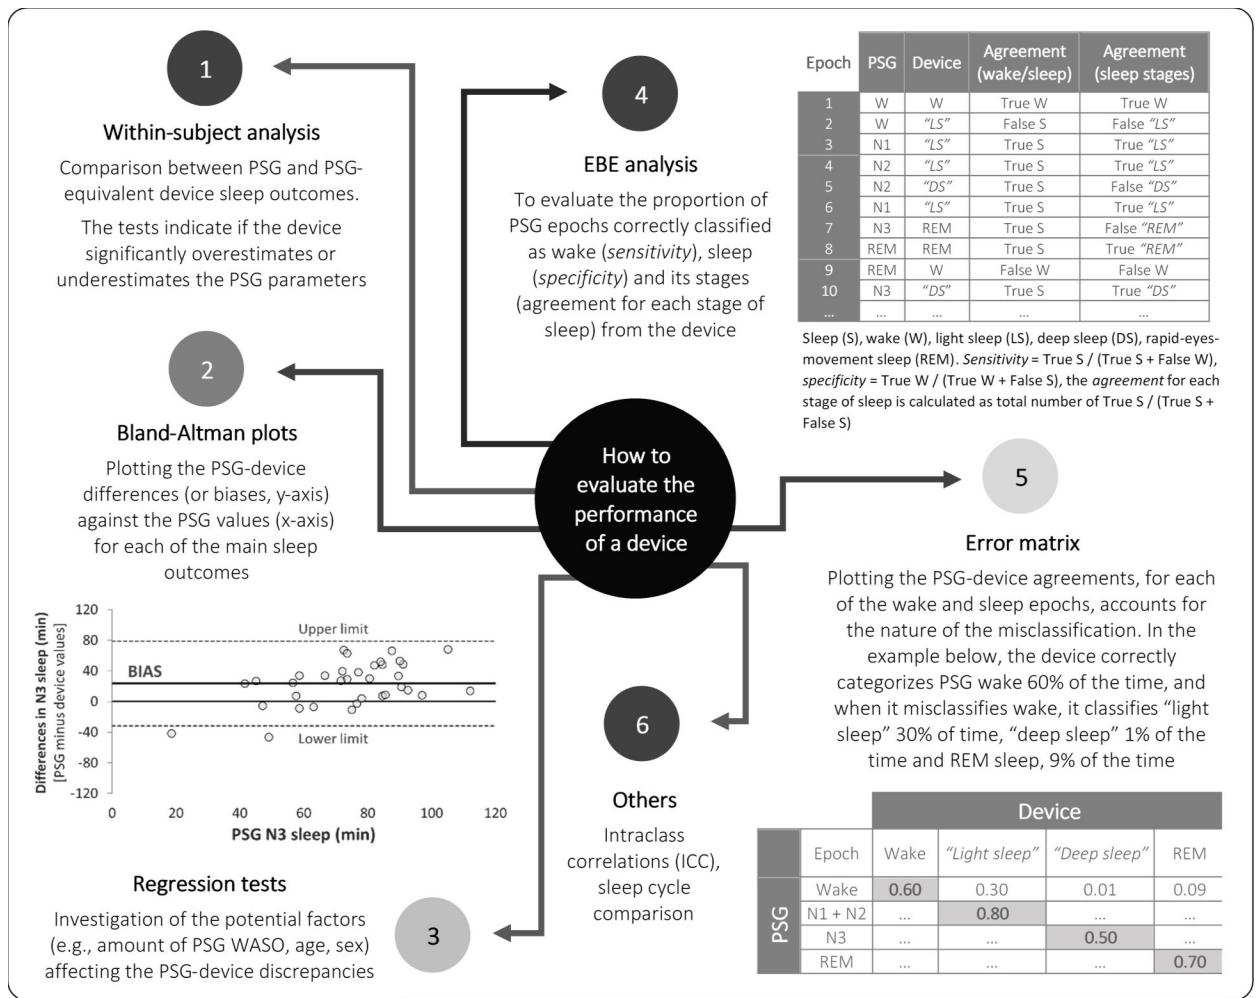 1
Within-subject analysis
Comparison between PSG and PSG-
equivalent device sleep outcomes.
The tests indicate if the device
significantly overestimates or
underestimates the PSG parameters
2
Bland-Altman plots
Plotting the PSG-device
differences (or biases, y-axis)
against the PSG values (x-axis)
for each of the main sleep
outcomes
Differences in N3 sleep (min)
[PSG minus device values]
120
80
40
0
-40
-80
-120
Upper limit
BIAS
Lower limit
0 20 40 60 80 100 120
PSG N3 sleep (min)
Regression tests
Investigation of the potential factors
(e.g., amount of PSG WASO, age, sex)
affecting the PSG-device discrepancies
3
How to
evaluate the
performance
of a device
4
EBE analysis
To evaluate the proportion of
PSG epochs correctly classified
as wake (sensitivity), sleep
(specificity) and its stages
(agreement for each stage of
sleep) from the device
Epoch PSG Device Agreement (wake/sleep) Agreement (sleep stages)
1 W W True W True W
2 W “LS” False S False “LS”
3 N1 “LS” True S True “LS”
4 N2 “LS” True S True “LS”
5 N2 “DS” True S False “DS”
6 N1 “LS” True S True “LS”
7 N3 REM True S False “REM”
8 REM REM True S True “REM”
9 REM W False W False W
10 N3 “DS” True S True “DS”
... ... ... ... ...
Sleep (S), wake (W), light sleep (LS), deep sleep (DS), rapid-eyes-
movement sleep (REM). Sensitivity = True S / (True S + False W),
specificity = True W / (True W + False S), the agreement for each
stage of sleep is calculated as total number of True S / (True S +
False S)
5
Error matrix
Plotting the PSG-device agreements, for each
of the wake and sleep epochs, accounts for
the nature of the misclassification. In the
example below, the device correctly
categorizes PSG wake 60% of the time, and
when it misclassifies wake, it classifies “light
sleep” 30% of time, “deep sleep” 1% of the
time and REM sleep, 9% of the time
Device
Epoch Wake “Light sleep” “Deep sleep” REM
PSG
Wake 0.60 0.30 0.01 0.09
N1 + N2 ... 0.80 ... ...
N3 ... ... 0.50 ...
REM ... ... ... 0.70
6
Others
Intraclass
correlations (ICC),
sleep cycle
comparison